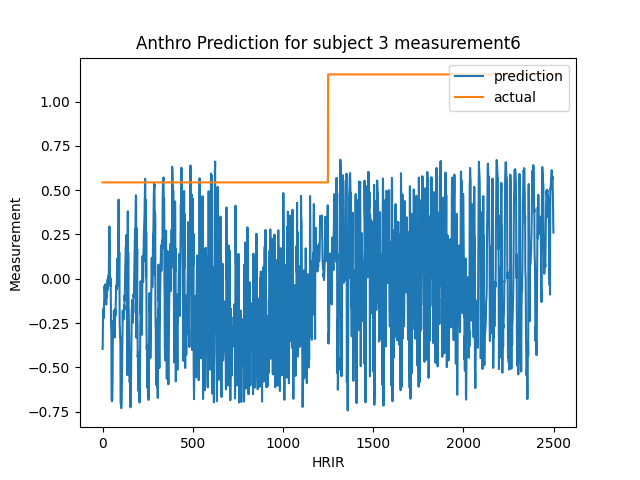 Anthro Prediction for subject 3 measurement6
prediction
actual
1.00
0.75
0.50
0.25
0.00
−0.25
−0.50
−0.75
Measurement
0 500 1000 1500 2000 2500
HRIR